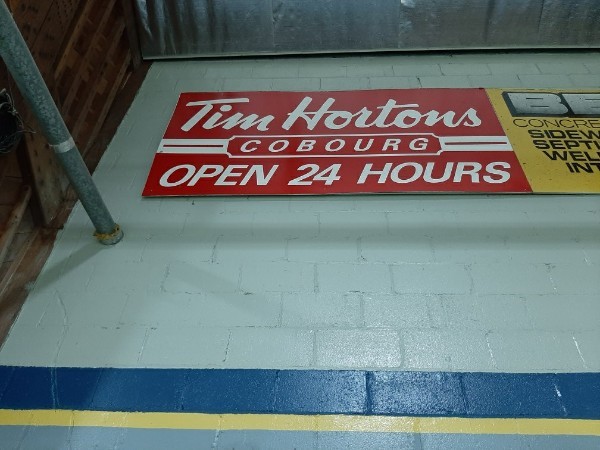 Tim Hortons
COBOURG
OPEN 24 HOURS
CONCRE
SIDEW
SEPTI
WEL
INT